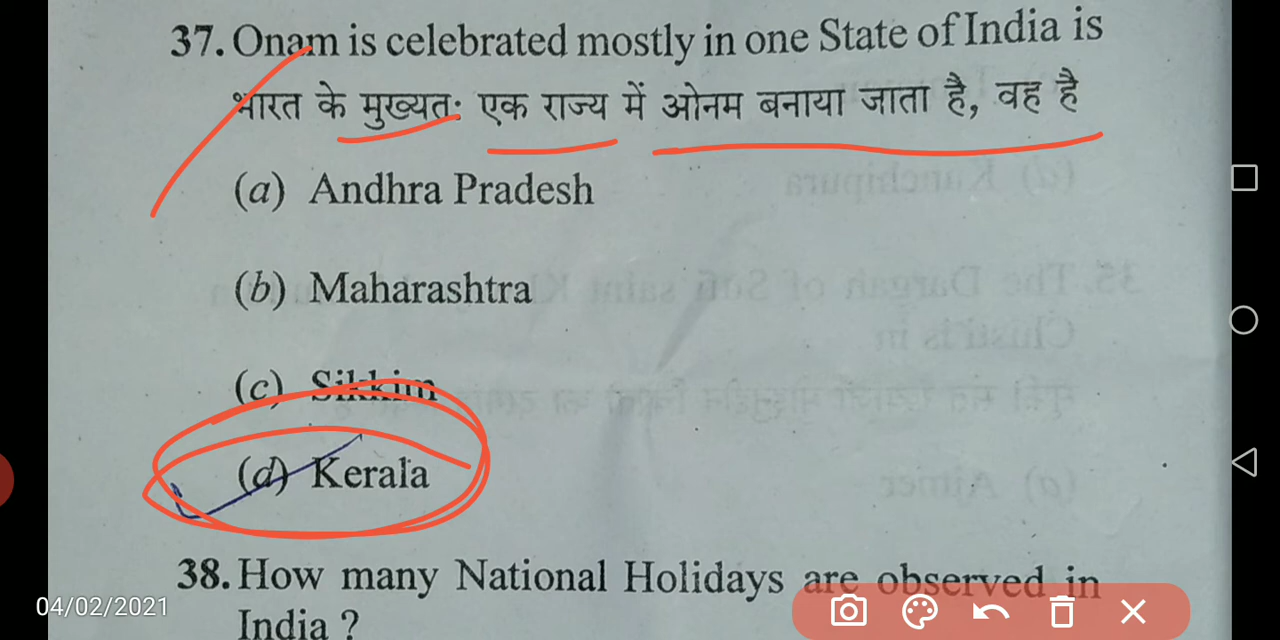 37. Onam is celebrated mostly in one State of India is
भारत के मुख्यतः एक राज्य में ओनम बनाया जाता है, वह है
(a) Andhra Pradesh
(b) Maharashtra
(c) Sikkim
(d) Kerala
38. How many National Holidays are observed in
India ?
04/02/2021